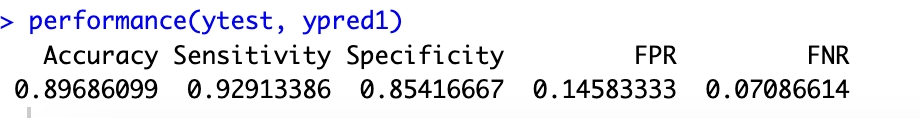 > performance(ytest, ypred1)
Accuracy Sensitivity Specificity FPR FNR
0.89686099 0.92913386 0.85416667 0.14583333 0.07086614